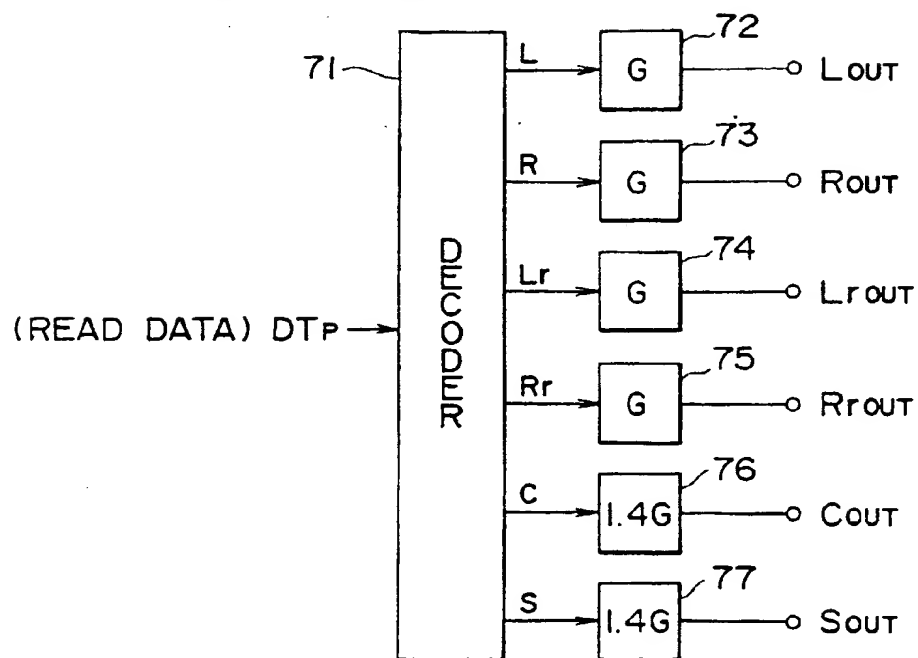 72
71
L
G
LOUT
73
R
G
ROUT
74
Lr
G
LrOUT
DECODER
(READ DATA) DTP
75
Rr
G
RrOUT
76
C
1.4G
COUT
77
S
1.4G
SOUT